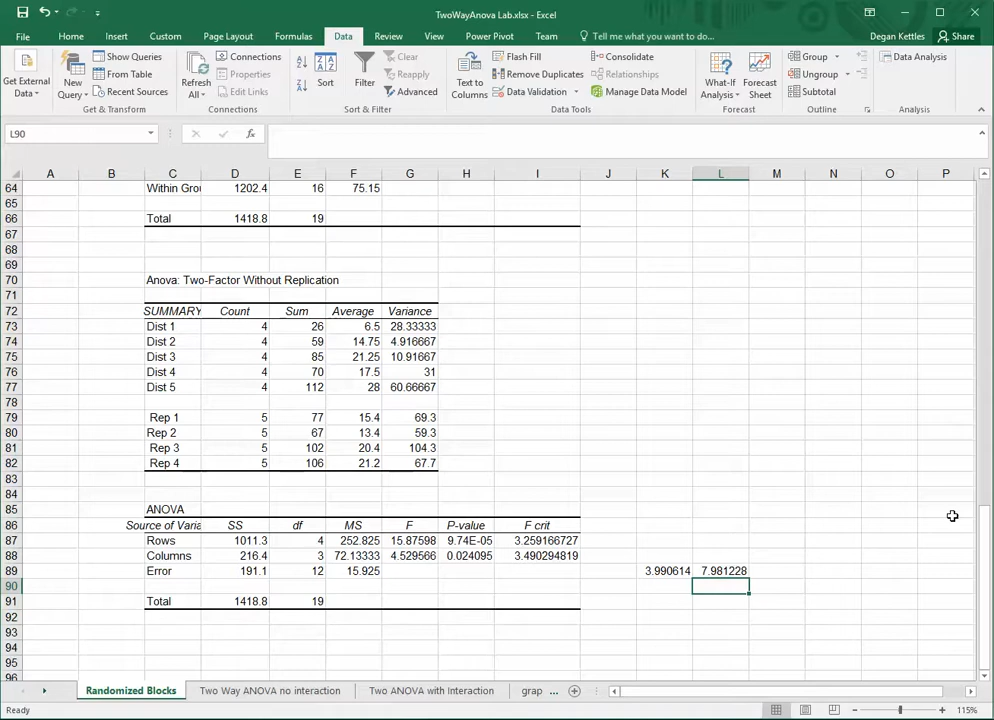 TwoWayAnova Lab.xlsx - Excel
File Home Insert Custom Page Layout Formulas Data Review View Power Pivot Team Tell me what you want to do... Degan Kettles Share
Get External Data
New Query
Show Queries
From Table
Recent Sources
Get & Transform
Refresh All
Connections
Properties
Edit Links
Connections
Sort
Filter
Clear
Reapply
Advanced
Sort & Filter
Text to Columns
Flash Fill
Remove Duplicates
Data Validation
Consolidate
Relationships
Manage Data Model
Data Tools
What-If Analysis
Forecast Sheet
Forecast
Group
Ungroup
Subtotal
Outline
Data Analysis
Analysis
L90 fx
A B C D E F G H I J K L M N O P
64 Within Grou 1202.4 16 75.15
65
66 Total 1418.8 19
67
68
69
70 Anova: Two-Factor Without Replication
71
72 SUMMARY Count Sum Average Variance
73 Dist 1 4 26 6.5 28.33333
74 Dist 2 4 59 14.75 4.916667
75 Dist 3 4 85 21.25 10.91667
76 Dist 4 4 70 17.5 31
77 Dist 5 4 112 28 60.66667
78
79 Rep 1 5 77 15.4 69.3
80 Rep 2 5 67 13.4 59.3
81 Rep 3 5 102 20.4 104.3
82 Rep 4 5 106 21.2 67.7
83
84
85 ANOVA
86 Source of Varia SS df MS F P-value F crit
87 Rows 1011.3 4 252.825 15.87598 9.74E-05 3.259166727
88 Columns 216.4 3 72.13333 4.529566 0.024095 3.490294819
89 Error 191.1 12 15.925 3.990614 7.981228
90
91 Total 1418.8 19
92
93
94
95
96
Randomized Blocks Two Way ANOVA no interaction Two ANOVA with Interaction grap ...
Ready 115%